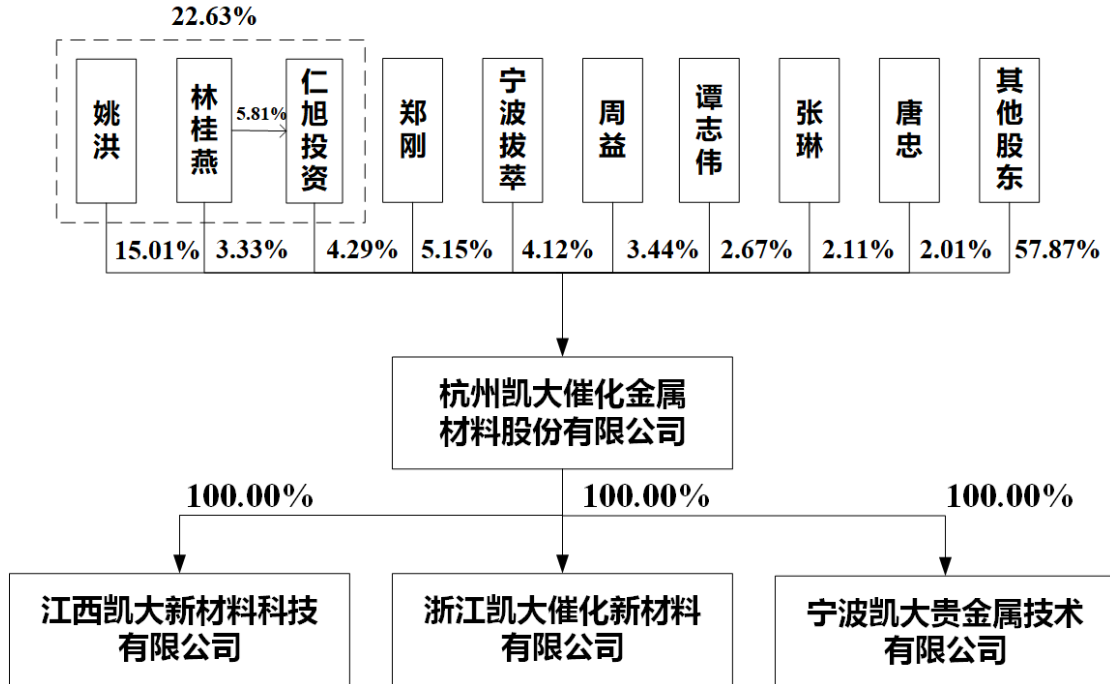 22.63%
姚洪
林桂燕
5.81%
仁旭投资
郑刚
宁波拔萃
周益
谭志伟
张琳
唐忠
其他股东
15.01%
3.33%
4.29%
5.15%
4.12%
3.44%
2.67%
2.11%
2.01%
57.87%
杭州凯大催化金属
材料股份有限公司
100.00%
100.00%
100.00%
江西凯大新材料科技
有限公司
浙江凯大催化新材料
有限公司
宁波凯大贵金属技术
有限公司